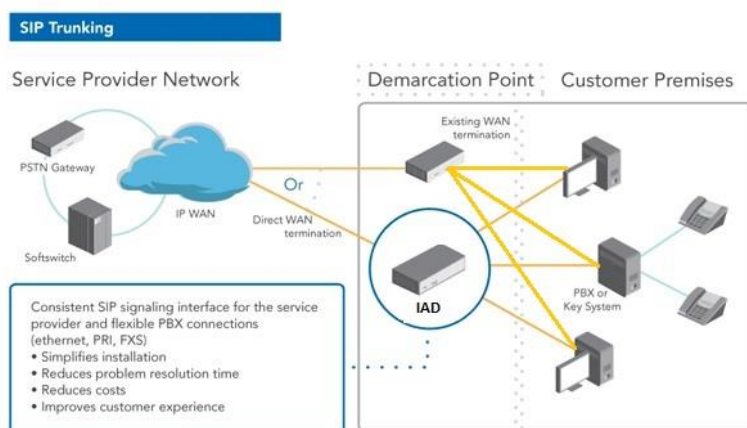 SIP Trunking
Service Provider Network
Demarcation Point
Customer Premises
Existing WAN
termination
PSTN Gateway
Or
IP WAN
Direct WAN
termination
Softswitch
IAD
PBX or
Key System
Consistent SIP signaling interface for the service
provider and flexible PBX connections
(ethernet, PRI, FXS)
• Simplifies installation
• Reduces problem resolution time
• Reduces costs
• Improves customer experience